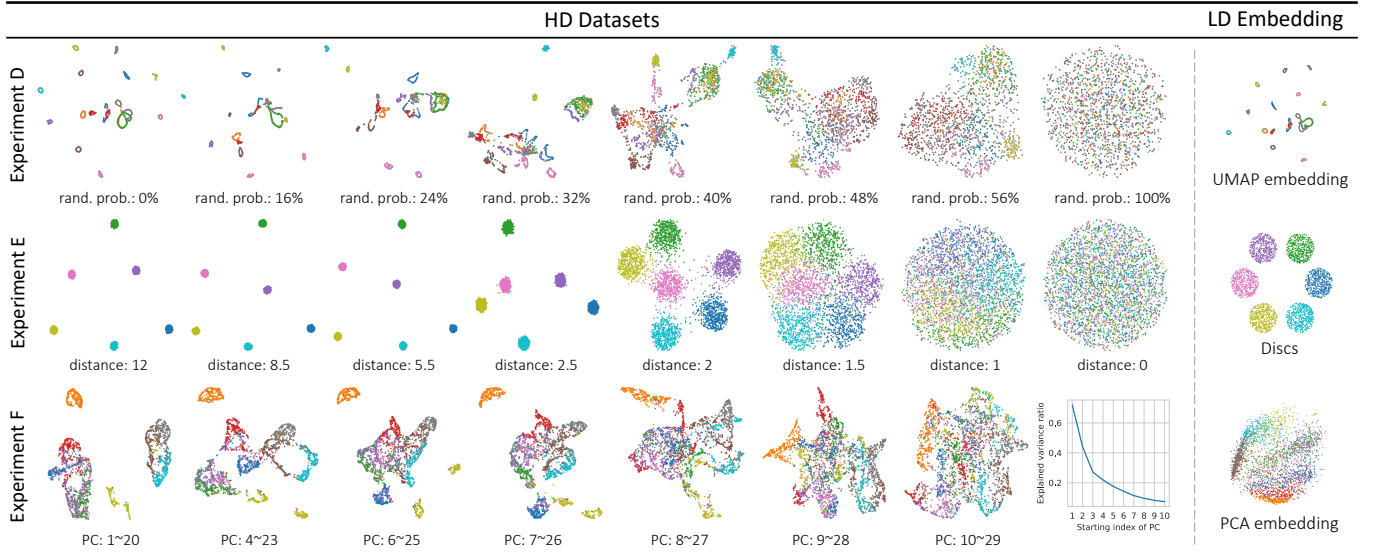 HD Datasets
LD Embedding
Experiment D
rand. prob.: 0%
rand. prob.: 16%
rand. prob.: 24%
rand. prob.: 32%
rand. prob.: 40%
rand. prob.: 48%
rand. prob.: 56%
rand. prob.: 100%
UMAP embedding
Experiment E
distance: 12
distance: 8.5
distance: 5.5
distance: 2.5
distance: 2
distance: 1.5
distance: 1
distance: 0
Discs
Experiment F
PC: 1~20
PC: 4~23
PC: 6~25
PC: 7~26
PC: 8~27
PC: 9~28
PC: 10~29
Explained variance ratio
0,6
0.4
0.2
1 2 3 4 5 6 7 8 9 10
Starting index of PC
PCA embedding